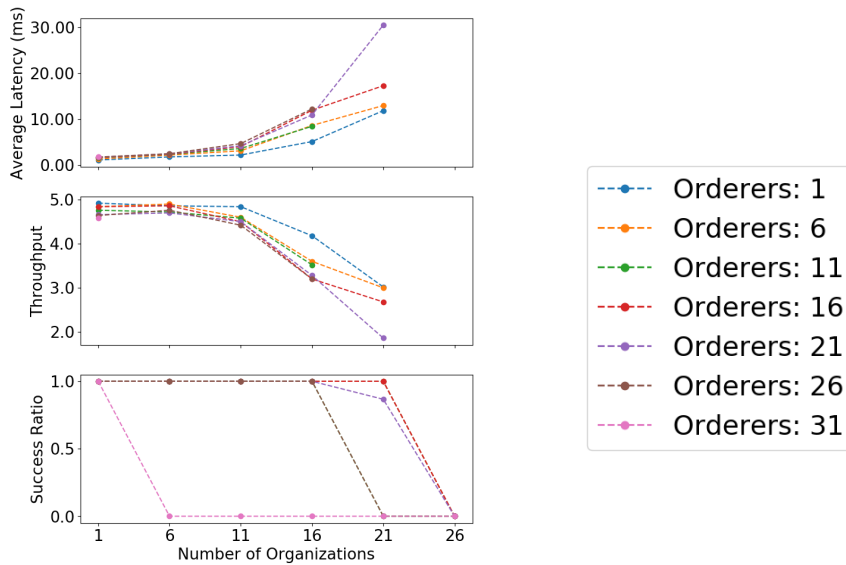 Average Latency (ms)
30.00
20.00
10.00
0.00
Throughput
5.0
4.0
3.0
2.0
Success Ratio
1.0
0.5
0.0
1 6 11 16 21 26
Number of Organizations
Orderers: 1
Orderers: 6
Orderers: 11
Orderers: 16
Orderers: 21
Orderers: 26
Orderers: 31